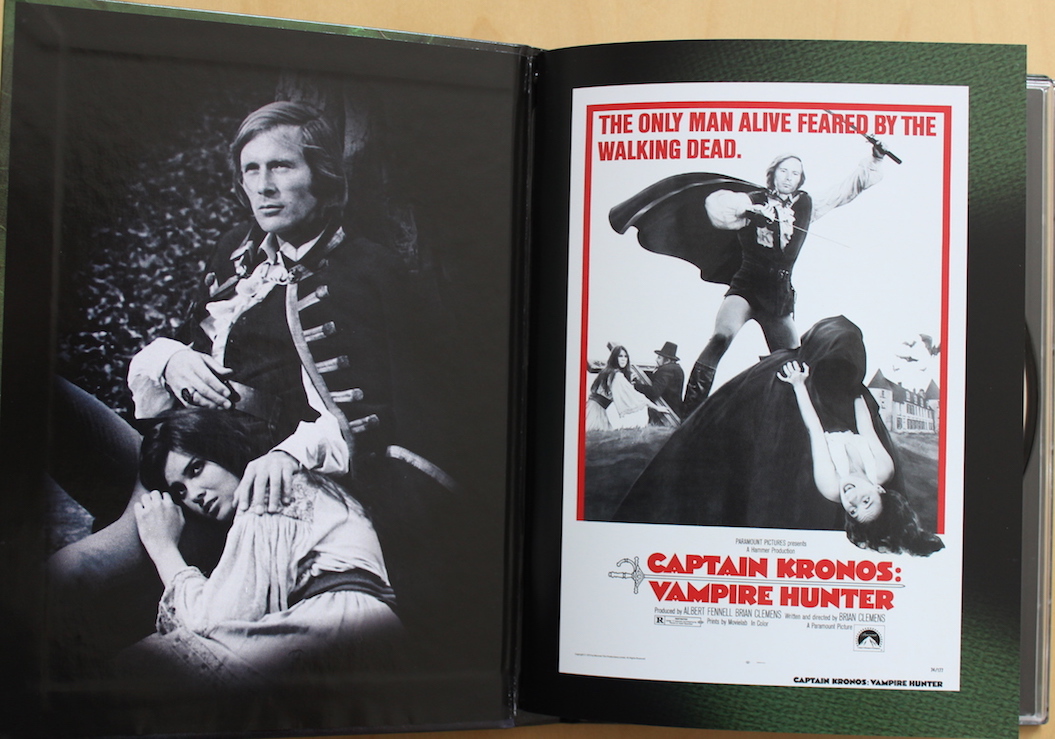 THE ONLY MAN ALIVE FEARED BY THE
WALKING DEAD.
PARAMOUNT PICTURES presents
A Hammer Production
CAPTAIN KRONOS:
VAMPIRE HUNTER
Produced by ALBERT FENNELL BRIAN CLEMENS Written and directed by BRIAN CLEMENS
R
Prints by Movielab In Color
A Paramount Picture
74/177
CAPTAIN KRONOS: VAMPIRE HUNTER